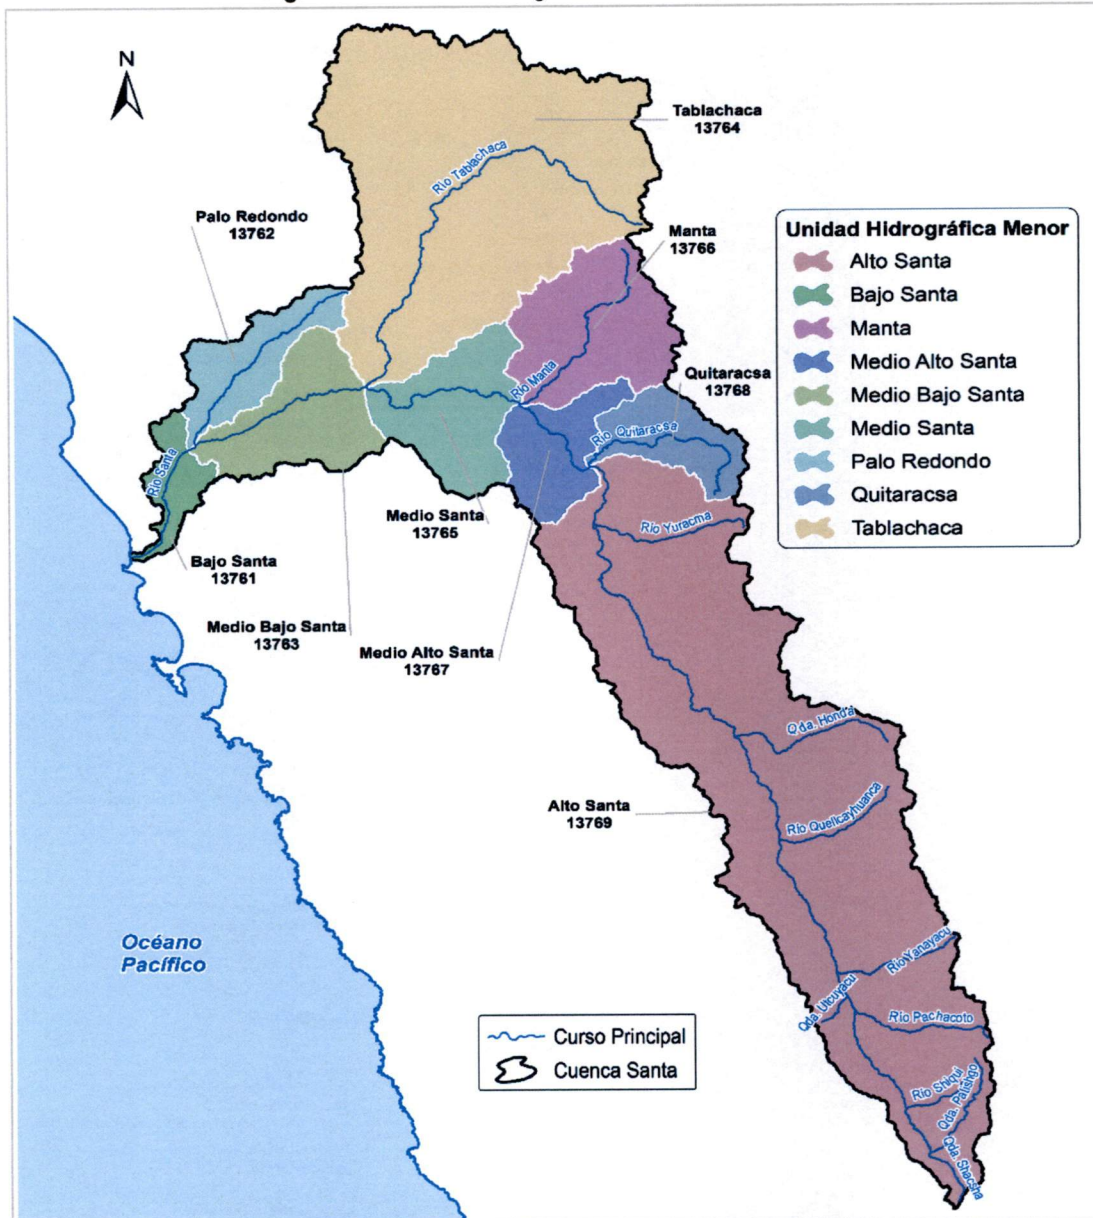 N
Tablachaca
13764
Río Tablachaca
Palo Redondo
13762
Manta
13766
Unidad Hidrográfica Menor
Alto Santa
Bajo Santa
Manta
Medio Alto Santa
Medio Bajo Santa
Medio Santa
Palo Redondo
Quitaracsa
Tablachaca
Quitaracsa
13768
Río Manta
Río Quitaracsa
Río Santa
Medio Santa
13765
Río Yuracma
Bajo Santa
13761
Medio Bajo Santa
13763
Medio Alto Santa
13767
Qda. Honda
Alto Santa
13769
Río Quellcayhuanca
Océano
Pacífico
Río Yanayacu
Qda. Utcuyacu
Río Pachacoto
Curso Principal
Cuenca Santa
Río Shiqui
Qda. Palishgo
Qda. Shacsha